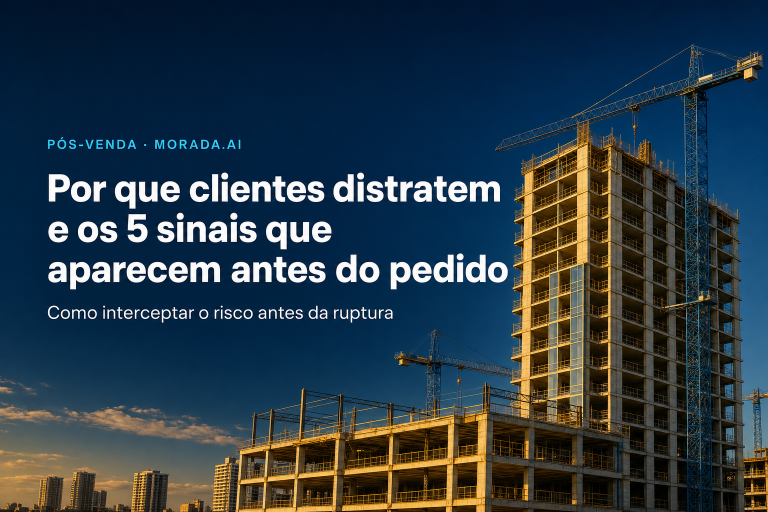 PÓS-VENDA · MORADA.AI
Por que clientes distratem
e os 5 sinais que
aparecem antes do pedido
Como interceptar o risco antes da ruptura